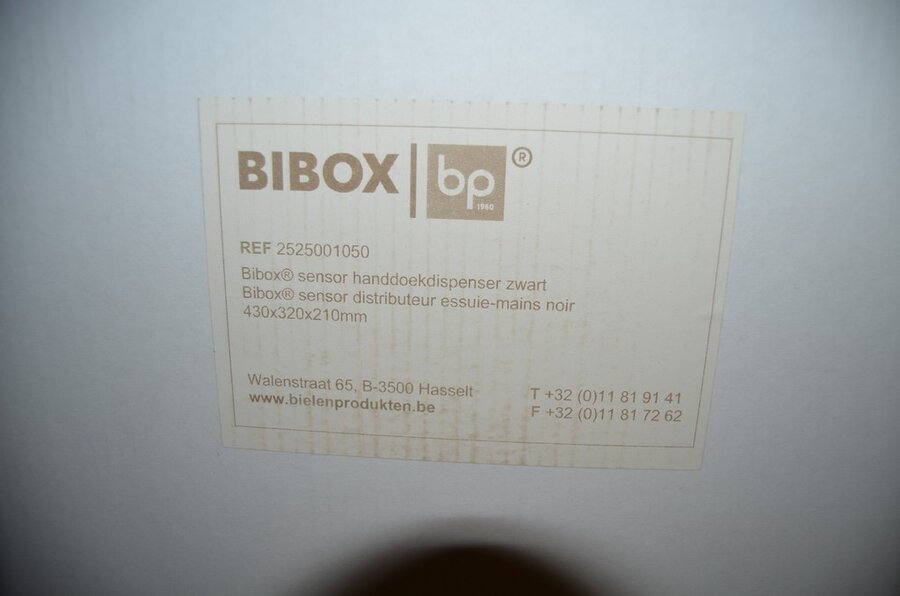 BIBOX bp ®
1960
REF 2525001050
Bibox® sensor handdoekdispenser zwart
Bibox® sensor distributeur essuie-mains noir
430x320x210mm
Walenstraat 65, B-3500 Hasselt
www.bielenprodukten.be
T +32 (0)11 81 91 41
F +32 (0)11 81 72 62